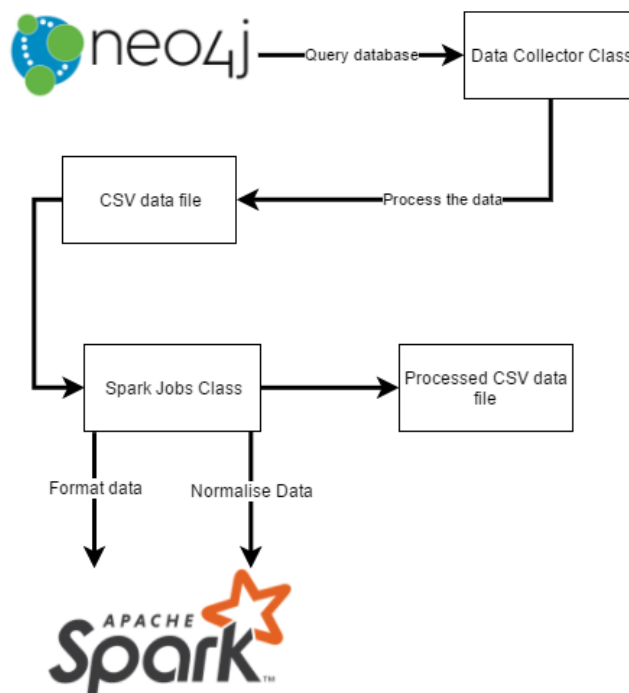 neo4j
Query database
Data Collector Class
CSV data file
Process the data
Spark Jobs Class
Processed CSV data
file
Format data
Normalise Data
APACHE
Spark
TM